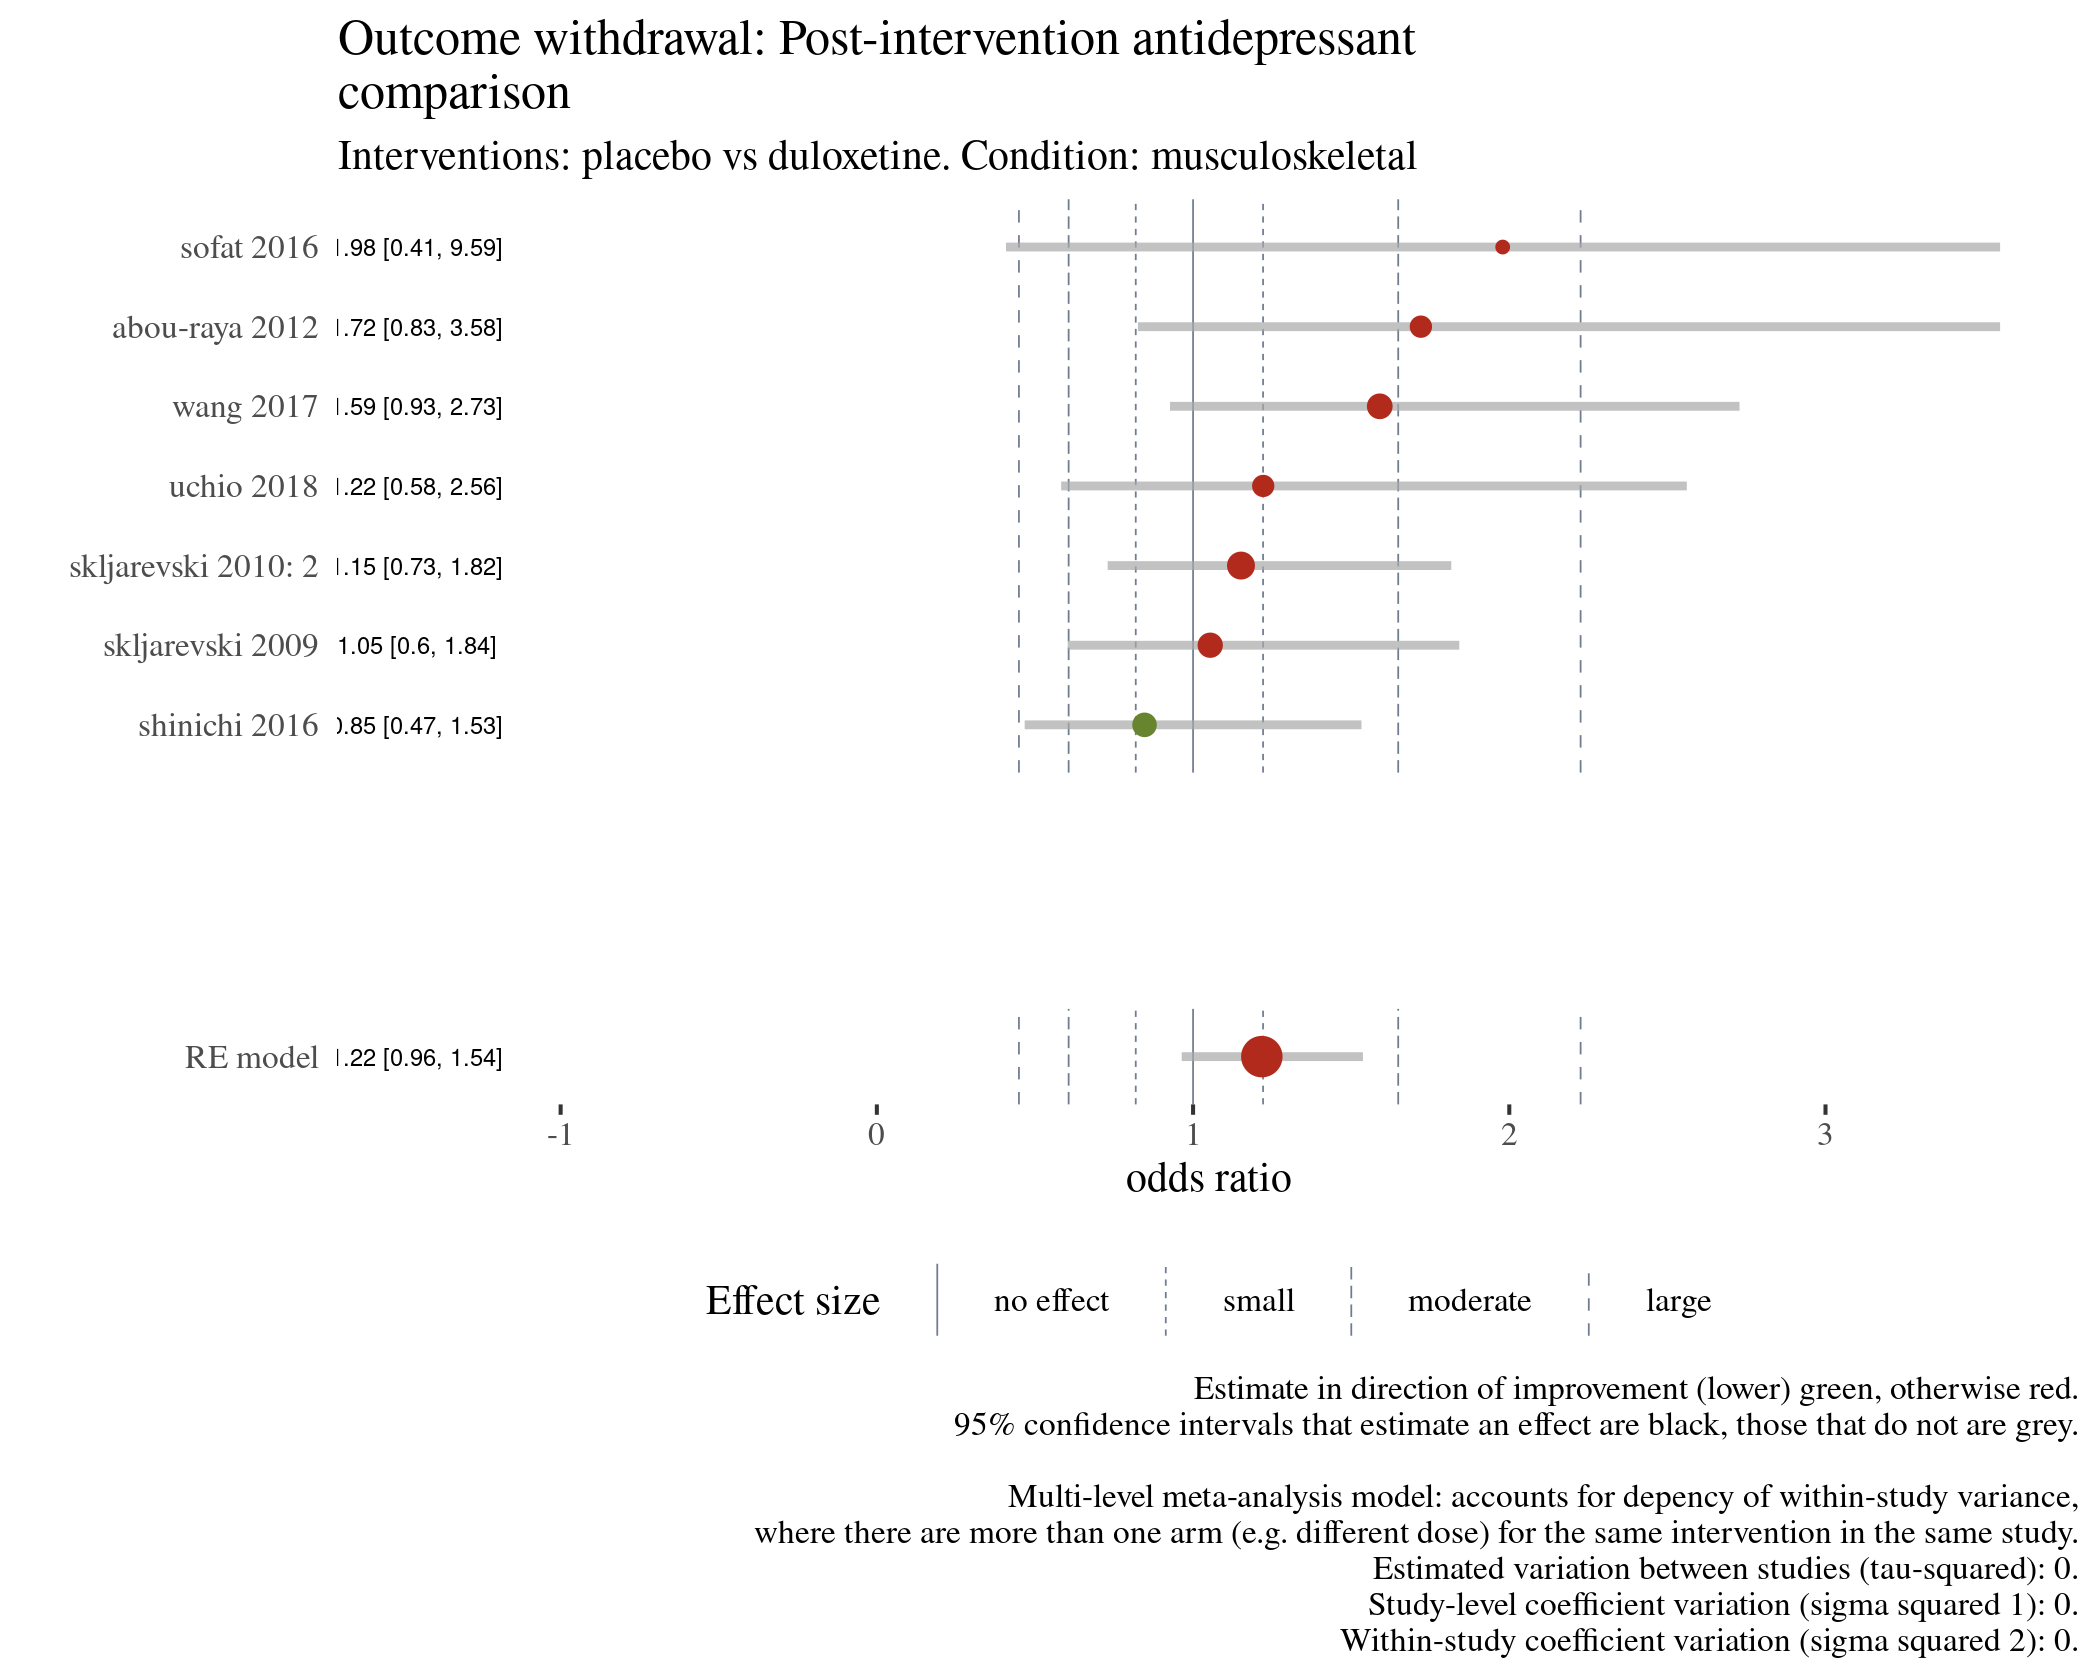 Outcome withdrawal: Post-intervention antidepressant
comparison
Interventions: placebo vs duloxetine. Condition: musculoskeletal
sofat 2016 1.98 [0.41, 9.59]
abou-raya 2012 1.72 [0.83, 3.58]
wang 2017 1.59 [0.93, 2.73]
uchio 2018 1.22 [0.58, 2.56]
skljarevski 2010: 2 1.15 [0.73, 1.82]
skljarevski 2009 1.05 [0.6, 1.84]
shinichi 2016 0.85 [0.47, 1.53]
RE model 1.22 [0.96, 1.54]
-1 0 1 2 3
odds ratio
Effect size no effect small moderate large
Estimate in direction of improvement (lower) green, otherwise red.
95% confidence intervals that estimate an effect are black, those that do not are grey.
Multi-level meta-analysis model: accounts for depency of within-study variance,
where there are more than one arm (e.g. different dose) for the same intervention in the same study.
Estimated variation between studies (tau-squared): 0.
Study-level coefficient variation (sigma squared 1): 0.
Within-study coefficient variation (sigma squared 2): 0.